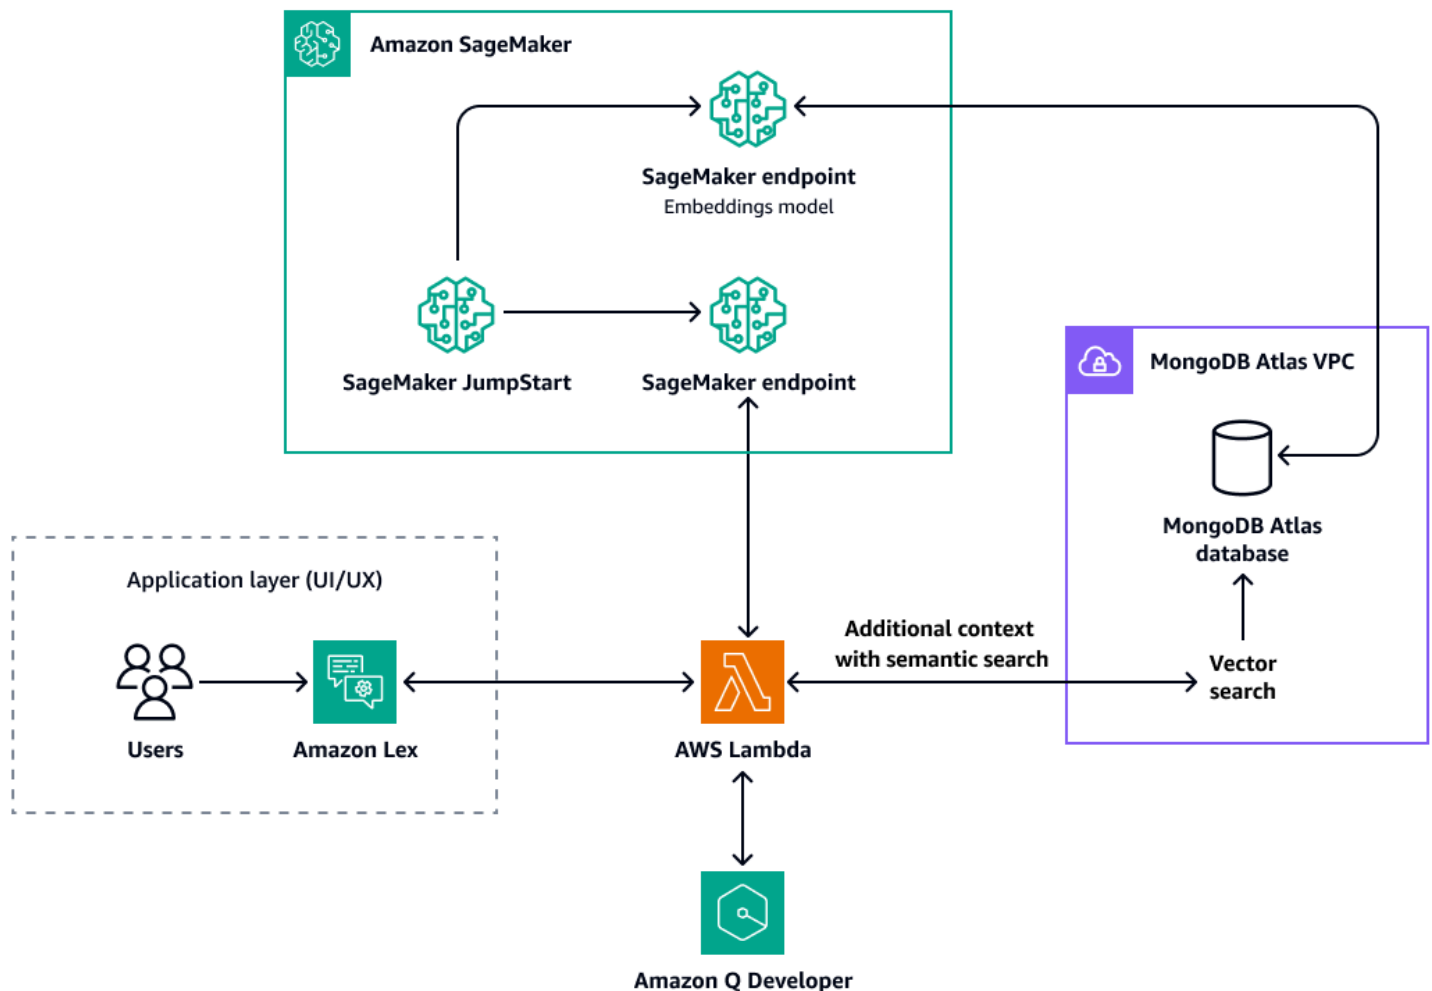 Amazon SageMaker
SageMaker endpoint
Embeddings model
SageMaker JumpStart
SageMaker endpoint
MongoDB Atlas VPC
MongoDB Atlas
database
Application layer (UI/UX)
Additional context
with semantic search
Vector
search
Users
Amazon Lex
AWS Lambda
Amazon Q Developer